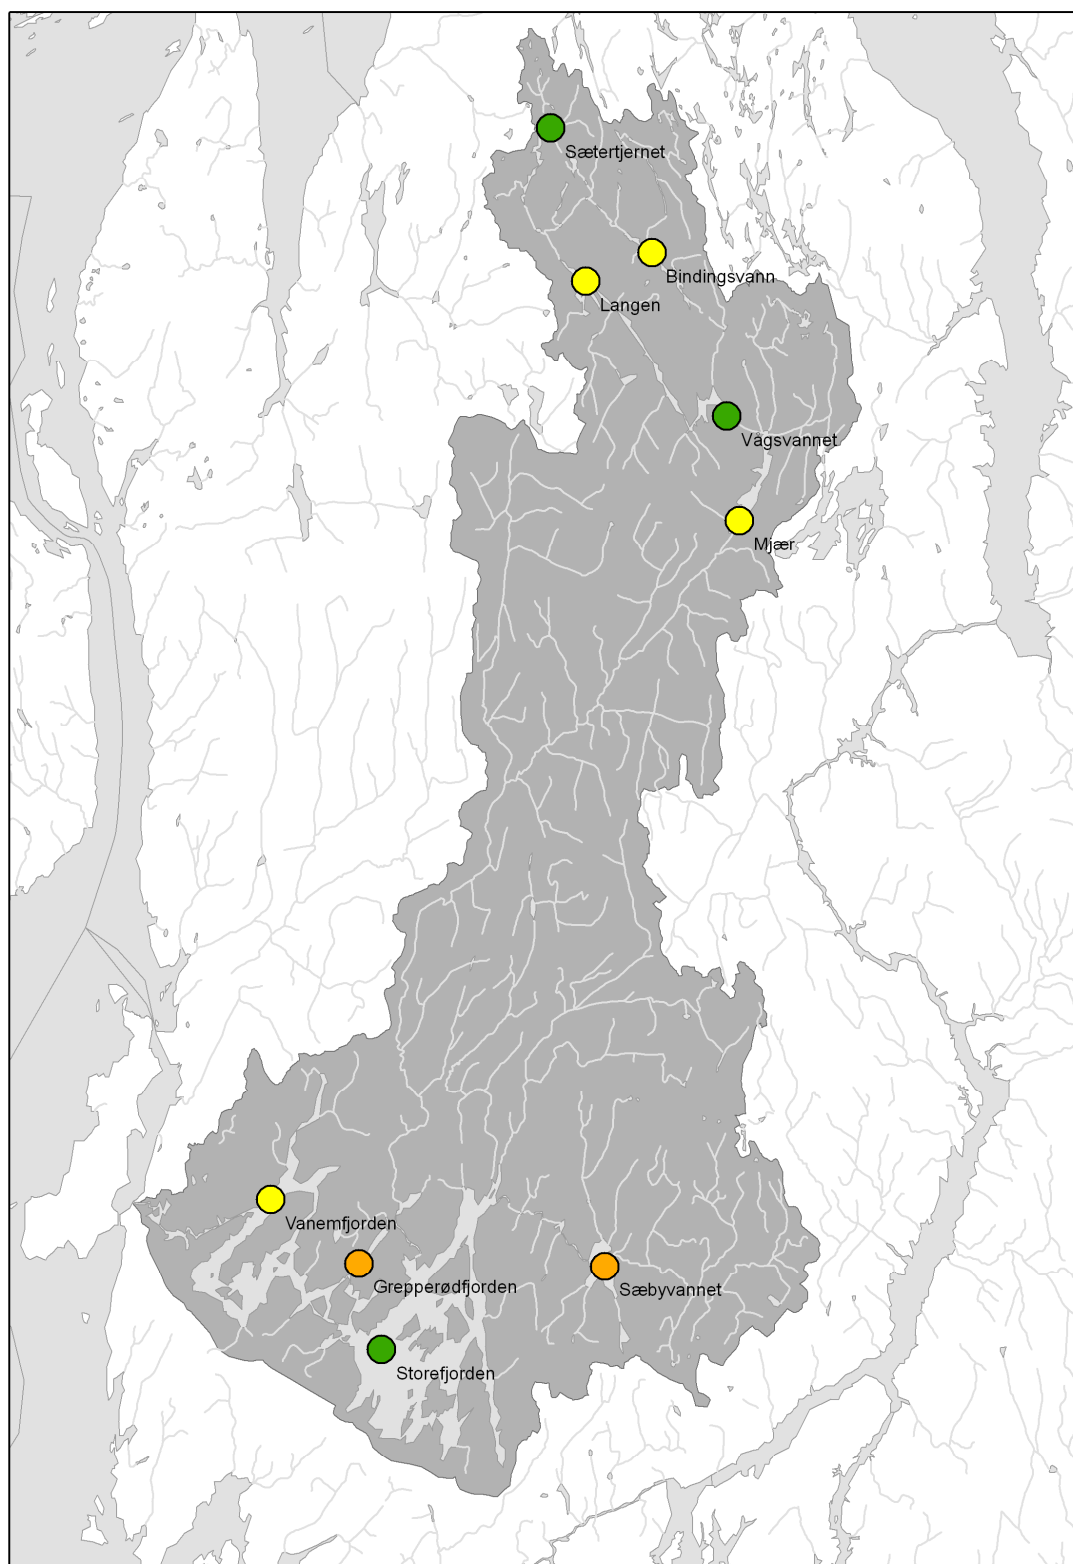 Sætertjernet
Bindingsvann
Langen
Vågsvannet
Mjær
Vanemfjorden
Grepperødfjorden
Sæbyvannet
Storefjorden